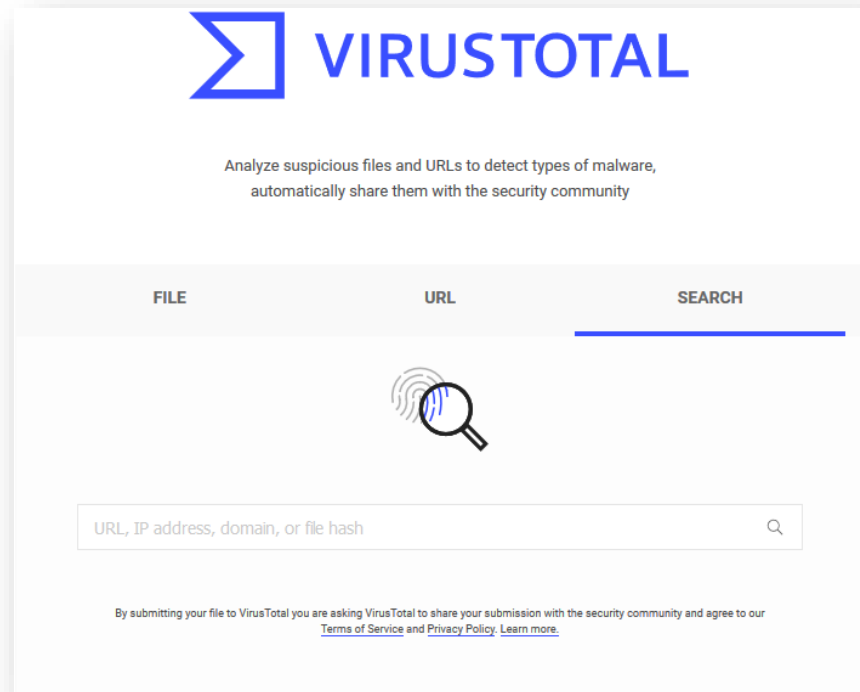 VIRUSTOTAL
Analyze suspicious files and URLs to detect types of malware,
automatically share them with the security community
FILE
URL
SEARCH
URL, IP address, domain, or file hash
By submitting your file to VirusTotal you are asking VirusTotal to share your submission with the security community and agree to our
Terms of Service and Privacy Policy. Learn more.